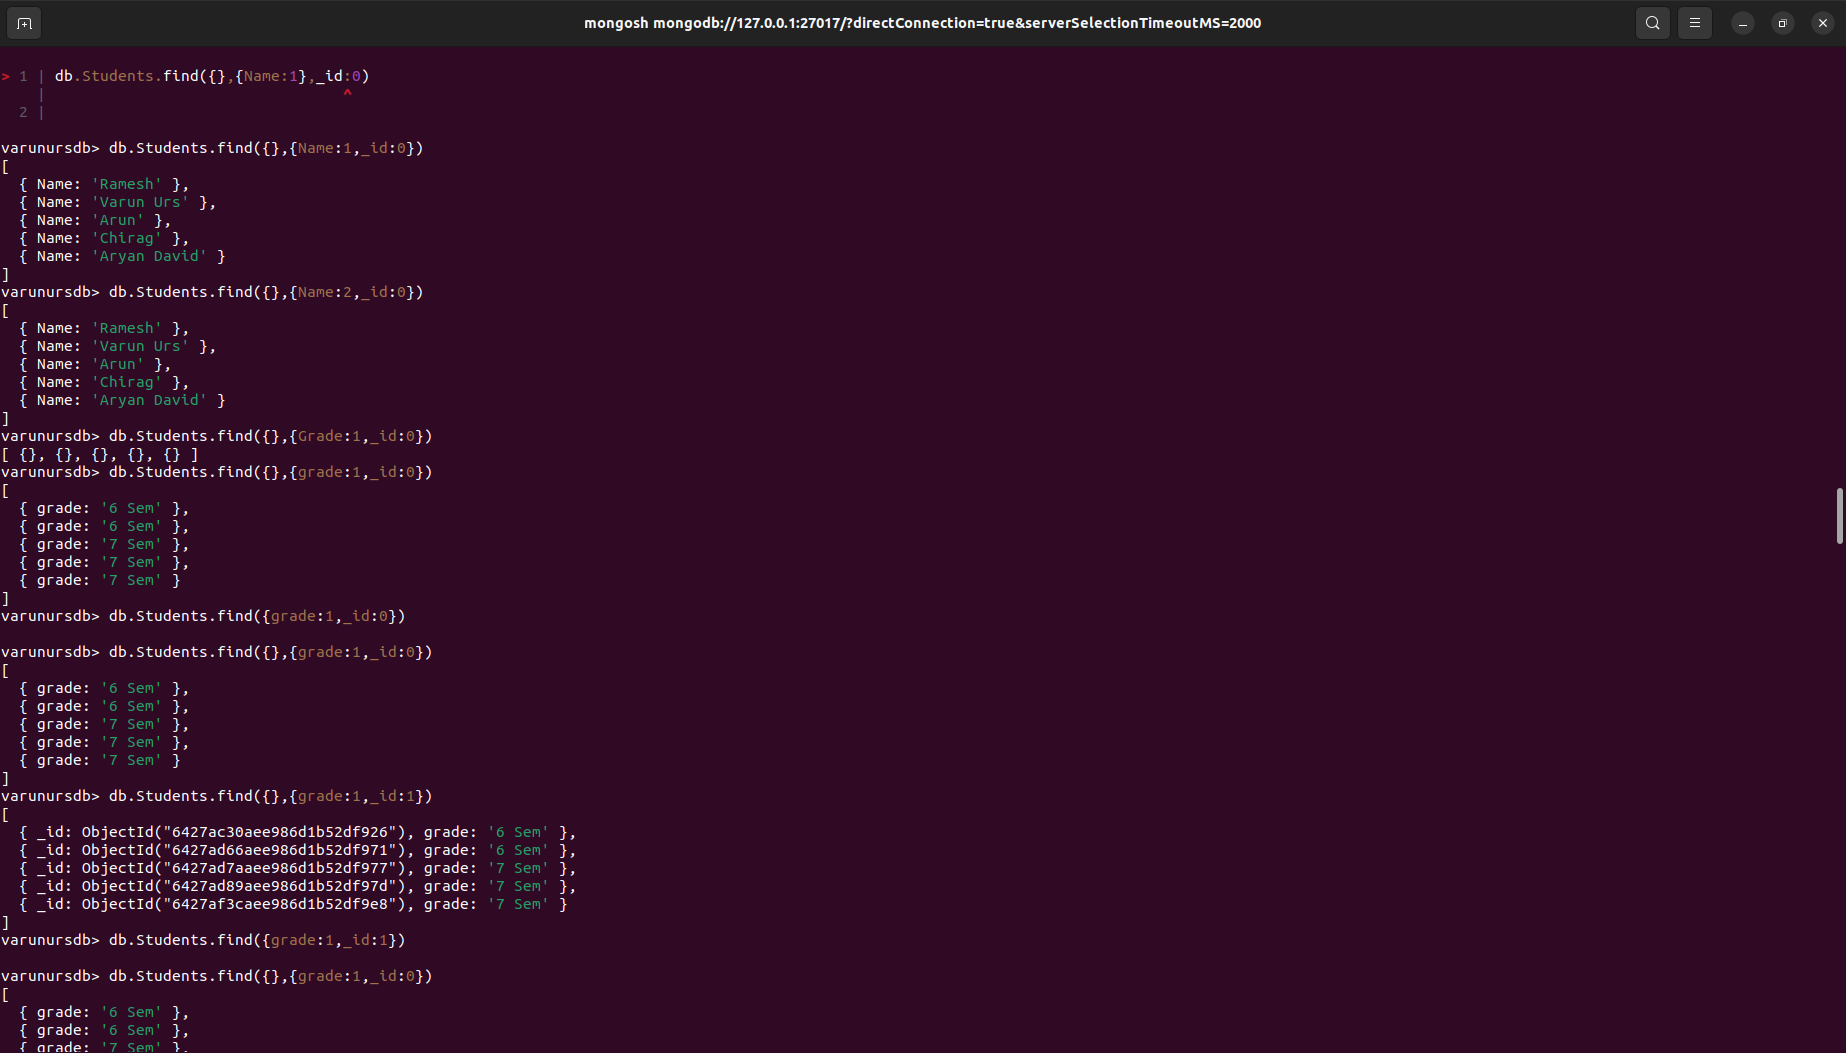 mongosh mongodb://127.0.0.1:27017/?directConnection=true&serverSelectionTimeoutMS=2000
> 1 | db.Students.find({},{Name:1},_id:0)
| ^
2 |
varunursdb> db.Students.find({},{Name:1,_id:0})
[
{ Name: 'Ramesh' },
{ Name: 'Varun Urs' },
{ Name: 'Arun' },
{ Name: 'Chirag' },
{ Name: 'Aryan David' }
]
varunursdb> db.Students.find({},{Name:2,_id:0})
[
{ Name: 'Ramesh' },
{ Name: 'Varun Urs' },
{ Name: 'Arun' },
{ Name: 'Chirag' },
{ Name: 'Aryan David' }
]
varunursdb> db.Students.find({},{Grade:1,_id:0})
[ {}, {}, {}, {}, {} ]
varunursdb> db.Students.find({},{grade:1,_id:0})
[
{ grade: '6 Sem' },
{ grade: '6 Sem' },
{ grade: '7 Sem' },
{ grade: '7 Sem' },
{ grade: '7 Sem' }
]
varunursdb> db.Students.find({grade:1,_id:0})
varunursdb> db.Students.find({},{grade:1,_id:0})
[
{ grade: '6 Sem' },
{ grade: '6 Sem' },
{ grade: '7 Sem' },
{ grade: '7 Sem' },
{ grade: '7 Sem' }
]
varunursdb> db.Students.find({},{grade:1,_id:1})
[
{ _id: ObjectId("6427ac30aee986d1b52df926"), grade: '6 Sem' },
{ _id: ObjectId("6427ad66aee986d1b52df971"), grade: '6 Sem' },
{ _id: ObjectId("6427ad7aaee986d1b52df977"), grade: '7 Sem' },
{ _id: ObjectId("6427ad89aee986d1b52df97d"), grade: '7 Sem' },
{ _id: ObjectId("6427af3caee986d1b52df9e8"), grade: '7 Sem' }
]
varunursdb> db.Students.find({grade:1,_id:1})
varunursdb> db.Students.find({},{grade:1,_id:0})
[
{ grade: '6 Sem' },
{ grade: '6 Sem' },
{ grade: '7 Sem' },